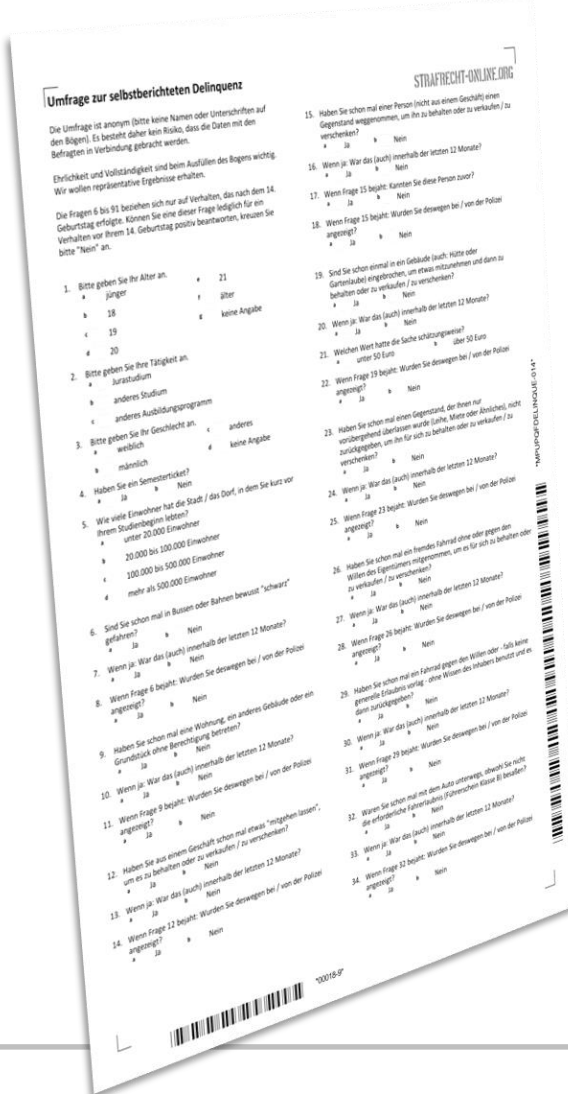 Umfrage zur selbstberichteten Delinquenz
STRAFRECHT-ONLINE.ORG
Die Umfrage ist anonym (bitte keine Namen oder Unterschriften auf
den Bögen). Es besteht daher kein Risiko, dass die Daten mit den
Befragten in Verbindung gebracht werden.
Ehrlichkeit und Vollständigkeit sind beim Ausfüllen des Bogens wichtig.
Wir wollen repräsentative Ergebnisse erhalten.
Die Fragen 6 bis 91 beziehen sich nur auf Verhalten, das nach dem 14.
Geburtstag erfolgte. Können Sie eine dieser Frage lediglich für ein
Verhalten vor Ihrem 14. Geburtstag positiv beantworten, kreuzen Sie
bitte "Nein" an.
1. Bitte geben Sie Ihr Alter an.
a jünger
b 18
c 19
d 20
e 21
f älter
g keine Angabe
2. Bitte geben Sie Ihre Tätigkeit an.
a Jurastudium
b anderes Studium
c anderes Ausbildungsprogramm
3. Bitte geben Sie Ihr Geschlecht an.
a weiblich
b männlich
c anderes
d keine Angabe
4. Haben Sie ein Semesterticket?
a Ja b Nein
5. Wie viele Einwohner hat die Stadt / das Dorf, in dem Sie kurz vor
Ihrem Studienbeginn lebten?
a unter 20.000 Einwohner
b 20.000 bis 100.000 Einwohner
c 100.000 bis 500.000 Einwohner
d mehr als 500.000 Einwohner
6. Sind Sie schon mal in Bussen oder Bahnen bewusst "schwarz"
gefahren?
a Ja b Nein
7. Wenn ja: War das (auch) innerhalb der letzten 12 Monate?
a Ja b Nein
8. Wenn Frage 6 bejaht: Wurden Sie deswegen bei / von der Polizei
angezeigt?
a Ja b Nein
9. Haben Sie schon mal eine Wohnung, ein anderes Gebäude oder ein
Grundstück ohne Berechtigung betreten?
a Ja b Nein
10. Wenn ja: War das (auch) innerhalb der letzten 12 Monate?
a Ja b Nein
11. Wenn Frage 9 bejaht: Wurden Sie deswegen bei / von der Polizei
angezeigt?
a Ja b Nein
12. Haben Sie aus einem Geschäft schon mal etwas "mitgehen lassen",
um es zu behalten oder zu verkaufen / zu verschenken?
a Ja b Nein
13. Wenn ja: War das (auch) innerhalb der letzten 12 Monate?
a Ja b Nein
14. Wenn Frage 12 bejaht: Wurden Sie deswegen bei / von der Polizei
angezeigt?
a Ja b Nein
15. Haben Sie schon mal einer Person (nicht aus einem Geschäft) einen
Gegenstand weggenommen, um ihn zu behalten oder zu verkaufen / zu
verschenken?
a Ja b Nein
16. Wenn ja: War das (auch) innerhalb der letzten 12 Monate?
a Ja b Nein
17. Wenn Frage 15 bejaht: Kannten Sie diese Person zuvor?
a Ja b Nein
18. Wenn Frage 15 bejaht: Wurden Sie deswegen bei / von der Polizei
angezeigt?
a Ja b Nein
19. Sind Sie schon einmal in ein Gebäude (auch: Hütte oder
Gartenlaube) eingebrochen, um etwas mitzunehmen und dann zu
behalten oder zu verkaufen / zu verschenken?
a Ja b Nein
20. Wenn ja: War das (auch) innerhalb der letzten 12 Monate?
a Ja b Nein
21. Welchen Wert hatte die Sache schätzungsweise?
a unter 50 Euro b über 50 Euro
22. Wenn Frage 19 bejaht: Wurden Sie deswegen bei / von der Polizei
angezeigt?
a Ja b Nein
23. Haben Sie schon mal einen Gegenstand, der Ihnen nur
vorübergehend überlassen wurde (Leihe, Miete oder Ähnliches), nicht
zurückgegeben, um ihn für sich zu behalten oder zu verkaufen / zu
verschenken?
a Ja b Nein
24. Wenn ja: War das (auch) innerhalb der letzten 12 Monate?
a Ja b Nein
25. Wenn Frage 23 bejaht: Wurden Sie deswegen bei / von der Polizei
angezeigt?
a Ja b Nein
26. Haben Sie schon mal ein fremdes Fahrrad ohne oder gegen den
Willen des Eigentümers mitgenommen, um es für sich zu behalten oder
zu verkaufen / zu verschenken?
a Ja b Nein
27. Wenn ja: War das (auch) innerhalb der letzten 12 Monate?
a Ja b Nein
28. Wenn Frage 26 bejaht: Wurden Sie deswegen bei / von der Polizei
angezeigt?
a Ja b Nein
29. Haben Sie schon mal ein Fahrrad gegen den Willen oder - falls keine
generelle Erlaubnis vorlag - ohne Wissen des Inhabers benutzt und es
dann zurückgegeben?
a Ja b Nein
30. Wenn ja: War das (auch) innerhalb der letzten 12 Monate?
a Ja b Nein
31. Wenn Frage 29 bejaht: Wurden Sie deswegen bei / von der Polizei
angezeigt?
a Ja b Nein
32. Waren Sie schon mal mit dem Auto unterwegs, obwohl Sie nicht
die erforderliche Fahrerlaubnis (Führerschein Klasse B) besaßen?
a Ja b Nein
33. Wenn ja: War das (auch) innerhalb der letzten 12 Monate?
a Ja b Nein
34. Wenn Frage 32 bejaht: Wurden Sie deswegen bei / von der Polizei
angezeigt?
a Ja b Nein
*MPUPQFDELINQUE-014*
*00018-9*